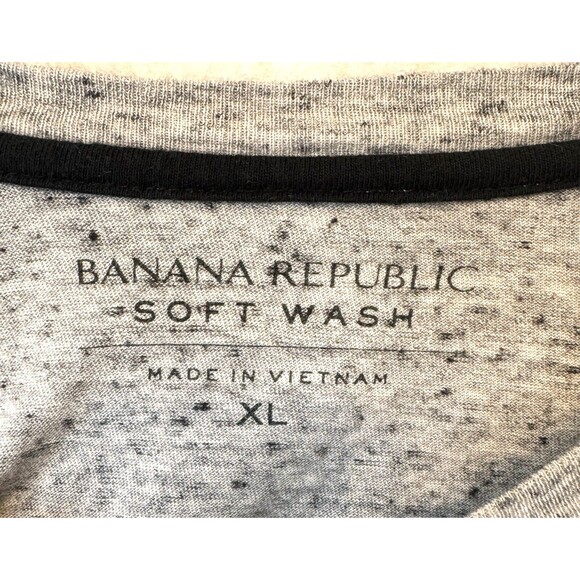 BANANA REPUBLIC
SOFT WASH
MADE IN VIETNAM
XL